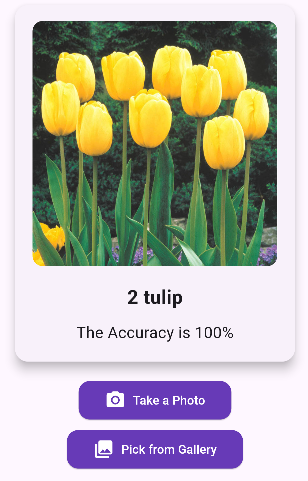 2 tulip
The Accuracy is 100%
Take a Photo
Pick from Gallery